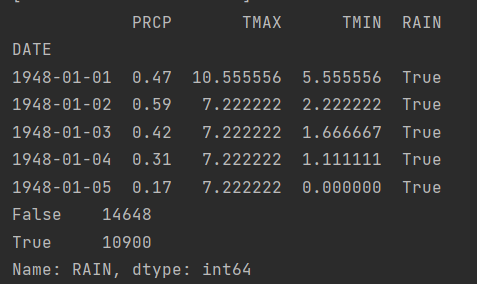 PRCP TMAX TMIN RAIN
DATE
1948-01-01 0.47 10.555556 5.555556 True
1948-01-02 0.59 7.222222 2.222222 True
1948-01-03 0.42 7.222222 1.666667 True
1948-01-04 0.31 7.222222 1.111111 True
1948-01-05 0.17 7.222222 0.000000 True
False 14648
True 10900
Name: RAIN, dtype: int64